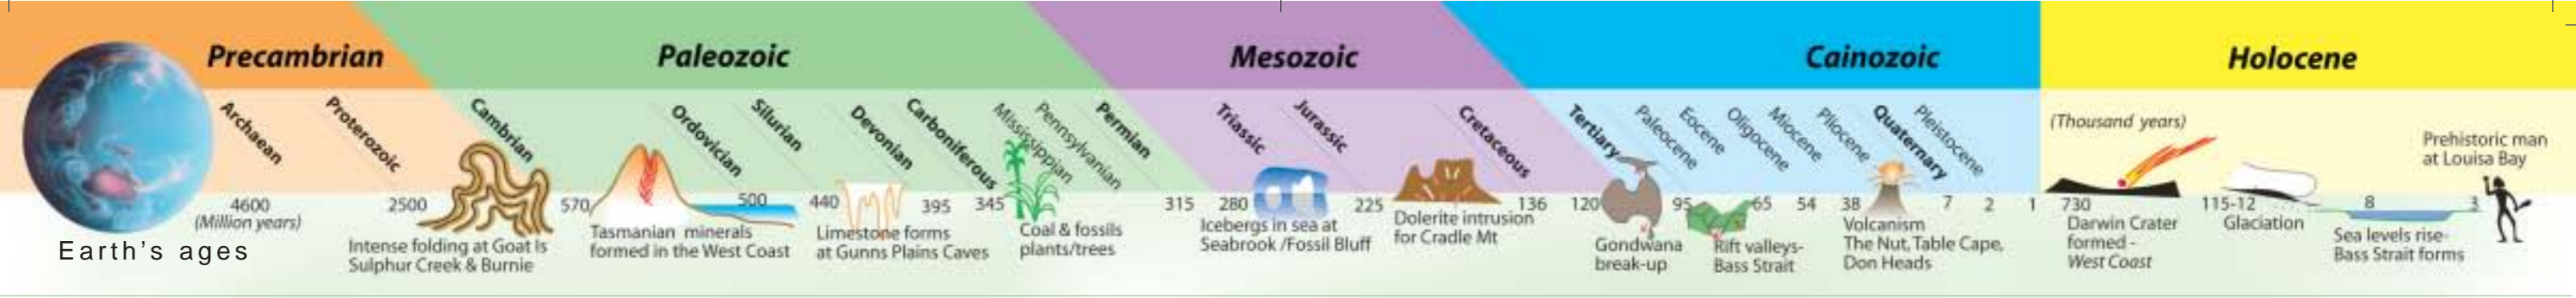 Precambrian
Paleozoic
Mesozoic
Cainozoic
Holocene
Archaean
Proterozoic
Cambrian
Ordovician
Silurian
Devonian
Carboniferous
Mississippian
Pennsylvanian
Permian
Triassic
Jurassic
Cretaceous
Tertiary
Paleocene
Eocene
Oligocene
Miocene
Pliocene
Quaternary
Pleistocene
(Thousand years)
Prehistoric man
at Louisa Bay
4600
(Million years)
2500
570
500
440
395
345
315
280
225
136
120
95
65
54
38
7
2
1
730
115-12
8
3
Earth's ages
Intense folding at Goat Is
Sulphur Creek & Burnie
Tasmanian minerals
formed in the West Coast
Limestone forms
at Gunns Plains Caves
Coal & fossils
plants/trees
Icebergs in sea at
Seabrook /Fossil Bluff
Dolerite intrusion
for Cradle Mt
Gondwana
break-up
Rift valleys-
Bass Strait
Volcanism
The Nut, Table Cape,
Don Heads
Darwin Crater
formed -
West Coast
Glaciation
Sea levels rise-
Bass Strait forms